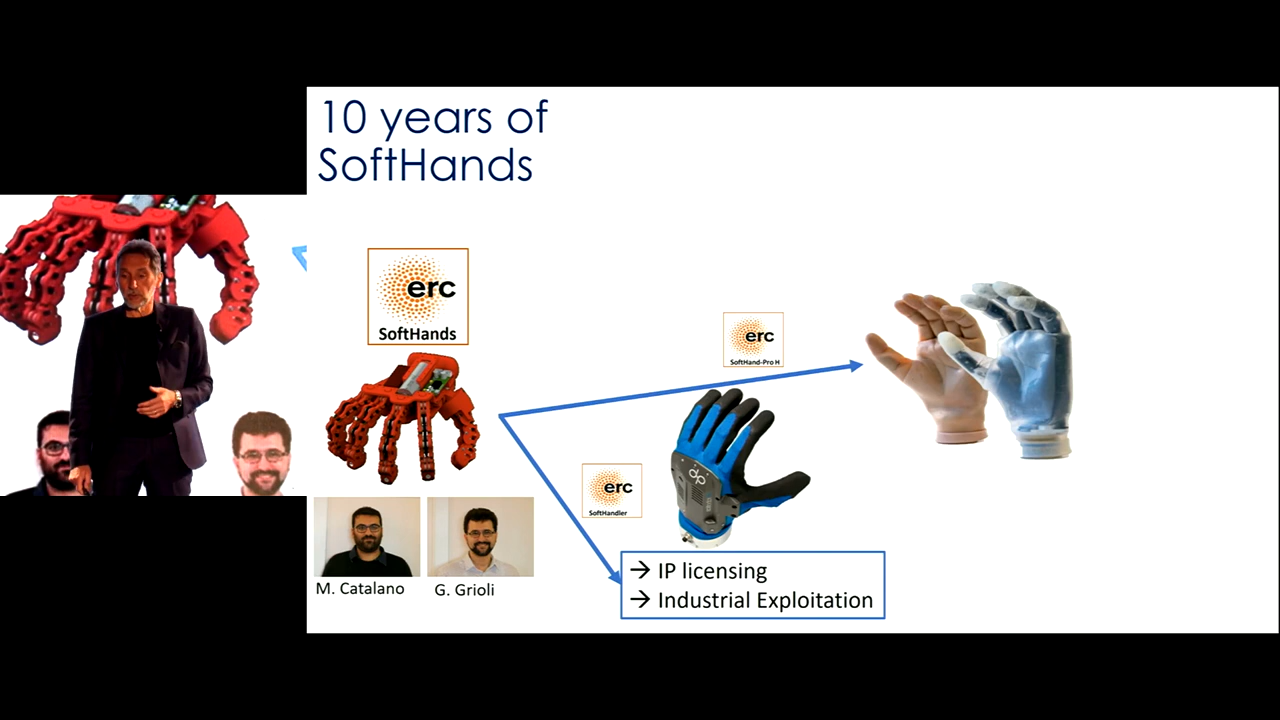 10 years of
SoftHands
erc
SoftHands
erc
SoftHand-Pro H
erc
SoftHandler
M. Catalano
G. Grioli
→ IP licensing
→ Industrial Exploitation